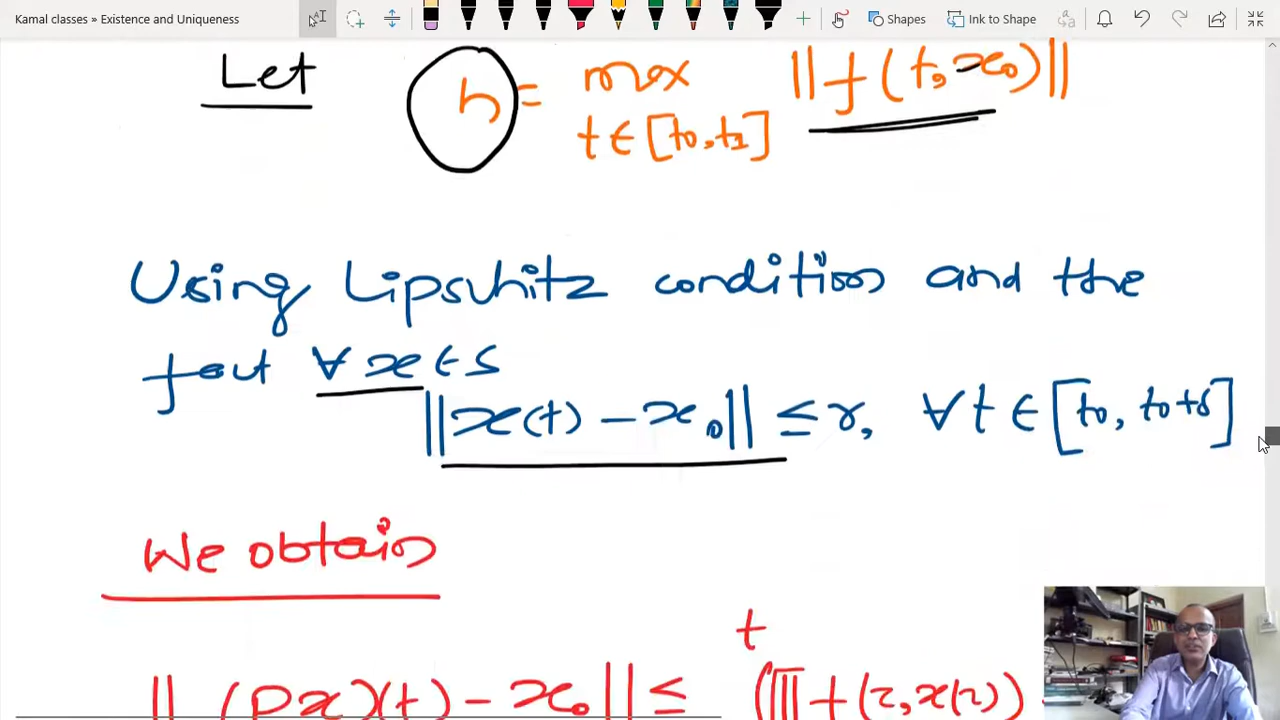 Kamal classes » Existence and Uniqueness
Shapes
Ink to Shape
Let h = max ||f(t, x0)||
t ∈ [t0, t1]
Using Lipsuhitz condition and the
fact ∀ x ∈ S
||x(t) − x0|| ≤ r, ∀ t ∈ [t0, t0+δ]
We obtain
t
|| (Px)(t) − x0 || ≤ ∫ || f(τ, x(τ))